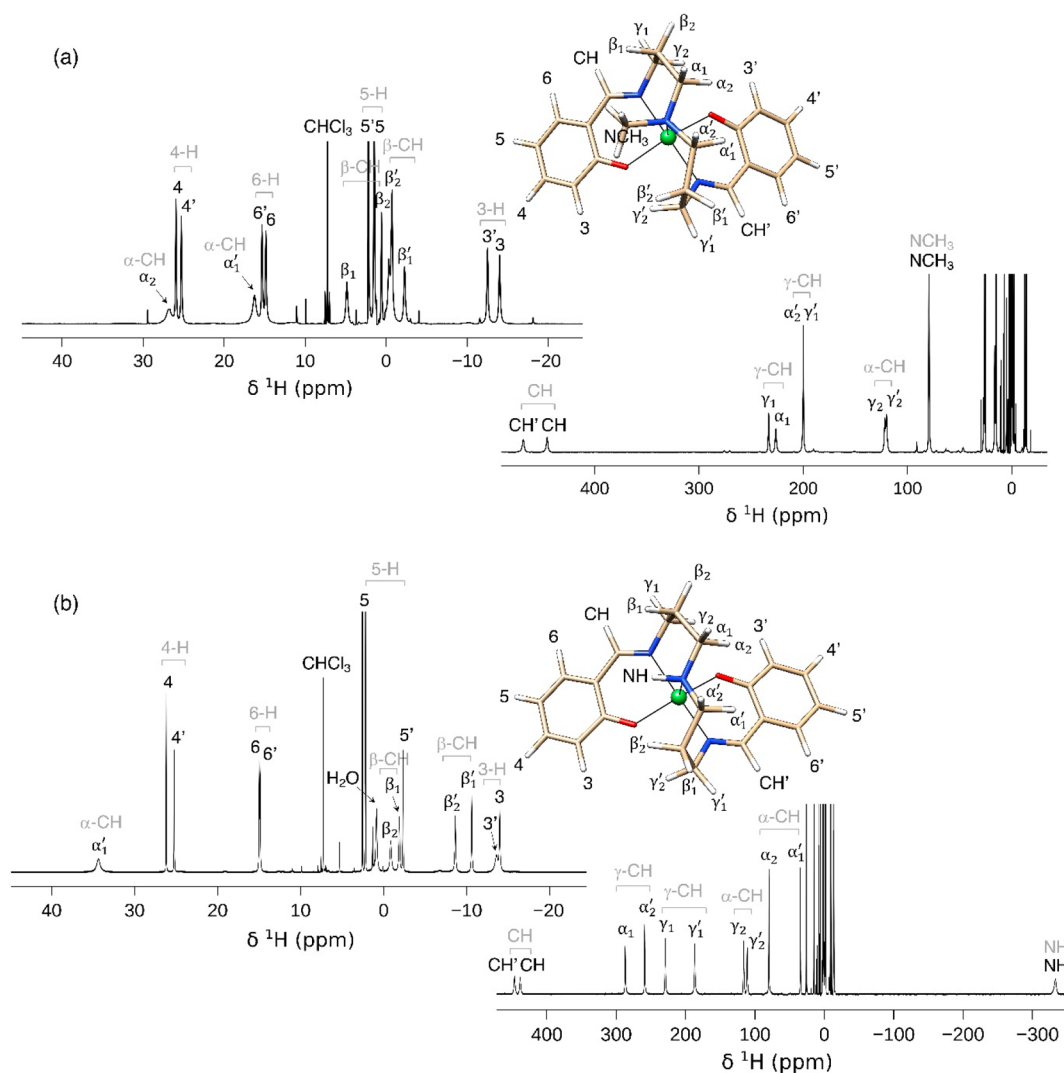 (a)
β₂
γ₁
β₁
γ₂
CH
α₁
6
α₂
3'
4'
5
NCH₃
α′₂
α′₁
5'
4
3
β′₂
γ′₂
β′₁
6'
γ′₁
CH'
5-H
CHCl₃
5' 5
β-CH
4-H
β-CH
β′₂
4
6-H
β₂
3-H
4'
6' 6
3'
3
α-CH
α-CH
α₂
α′₁
β₁
β′₁
40 20 10 0 −10 −20
δ ¹H (ppm)
NCH₃
NCH₃
γ-CH
α′₂ γ′₁
γ-CH
α-CH
CH
γ₁
α₁
γ₂ γ′₂
CH' CH
400 300 200 100 0
δ ¹H (ppm)
(b)
β₂
γ₁
β₁
γ₂
CH
α₁
6
α₂
3'
4'
NH
5
α′₂
α′₁
5'
β′₂
4
3
γ′₂
β′₁
γ′₁
6'
CH'
5-H
5
4-H
CHCl₃
4
6-H
5'
4'
6 6'
β-CH
β-CH
3-H
H₂O
β₁
β′₁
3
β₂
β′₂
3'
α-CH
α′₁
40 20 10 0 −10 −20
δ ¹H (ppm)
α-CH
γ-CH
α₂
α′₁
α′₂
γ-CH
α-CH
α₁
γ₁
γ′₁
γ₂
γ′₂
CH
CH' CH
NH
NH
400 300 200 100 0 −100 −200 −300
δ ¹H (ppm)